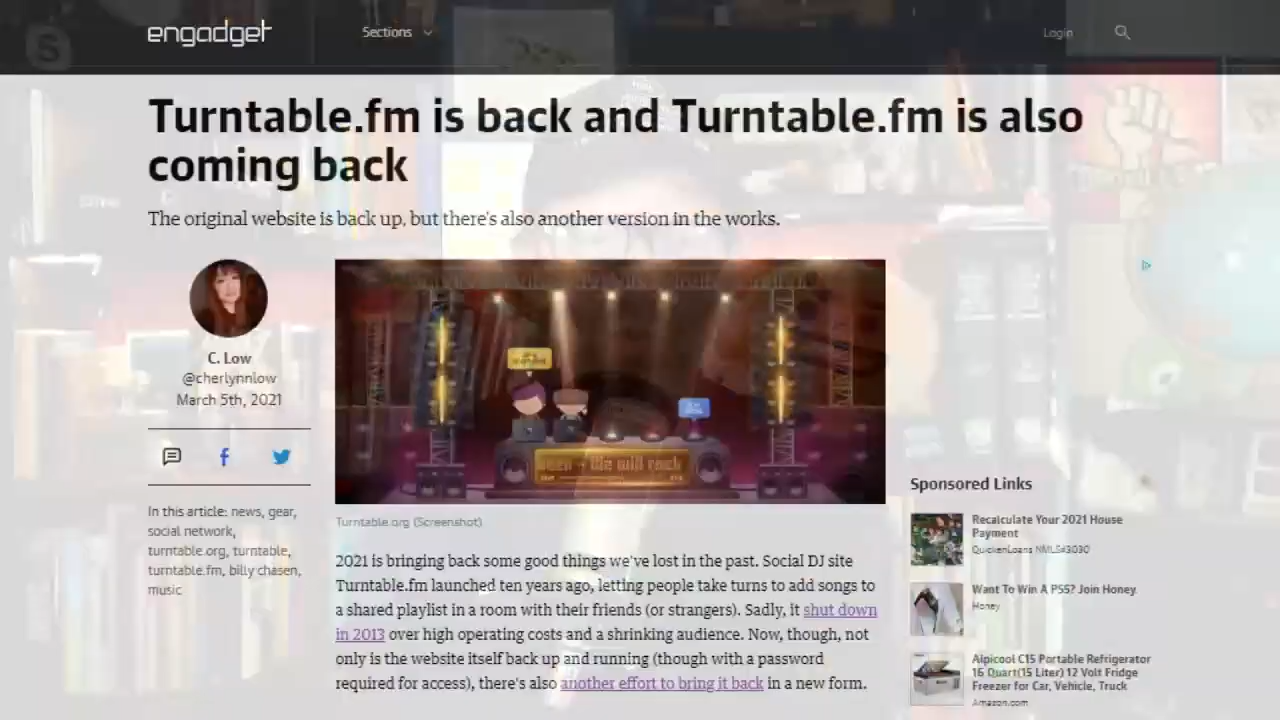 engadget
Sections
Login
Turntable.fm is back and Turntable.fm is also
coming back
The original website is back up, but there's also another version in the works.
C. Low
@cherlynnlow
March 5th, 2021
In this article: news, gear,
social network,
turntable.org, turntable,
turntable.fm, billy chasen,
music
Turntable.org (Screenshot)
2021 is bringing back some good things we've lost in the past. Social DJ site
Turntable.fm launched ten years ago, letting people take turns to add songs to
a shared playlist in a room with their friends (or strangers). Sadly, it shut down
in 2013 over high operating costs and a shrinking audience. Now, though, not
only is the website itself back up and running (though with a password
required for access), there's also another effort to bring it back in a new form.
Sponsored Links
Recalculate Your 2021 House
Payment
QuickenLoans NMLS#3030
Want To Win A PS5? Join Honey.
Honey
Alpicool C15 Portable Refrigerator
16 Quart(15 Liter) 12 Volt Fridge
Freezer for Car, Vehicle, Truck
Amazon.com